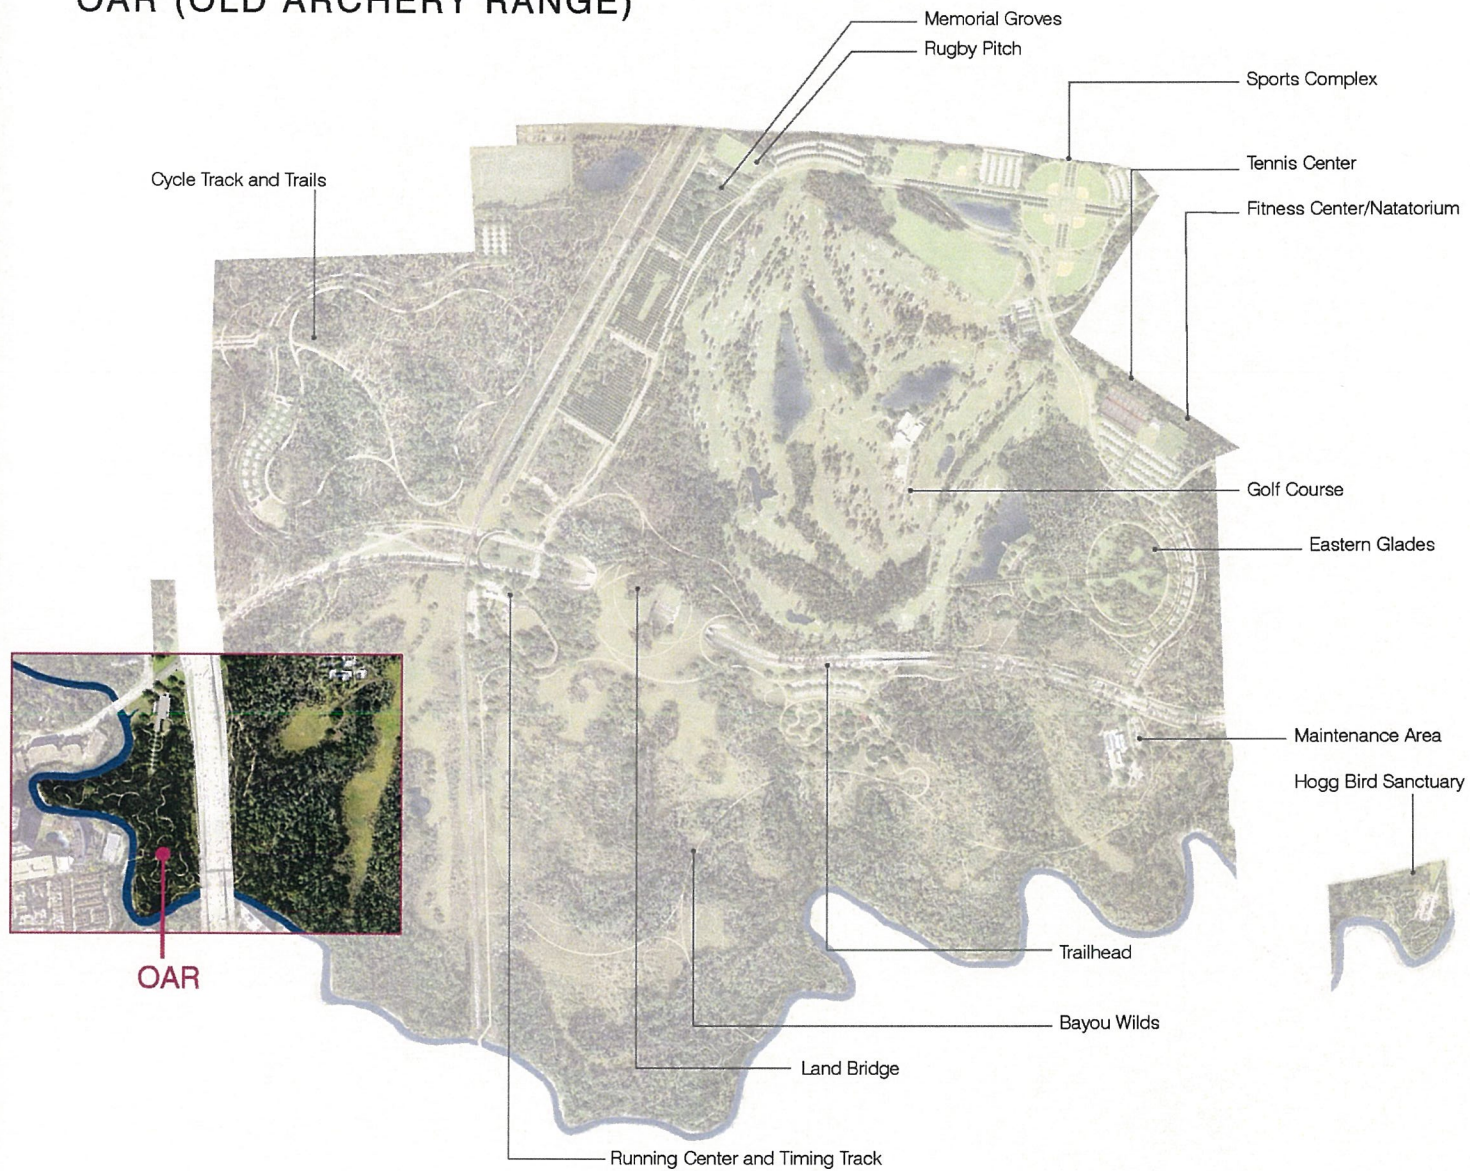 OAR (OLD ARCHERY RANGE)
Memorial Groves
Rugby Pitch
Sports Complex
Tennis Center
Cycle Track and Trails
Fitness Center/Natatorium
Golf Course
Eastern Glades
Maintenance Area
Hogg Bird Sanctuary
Trailhead
OAR
Bayou Wilds
Land Bridge
Running Center and Timing Track